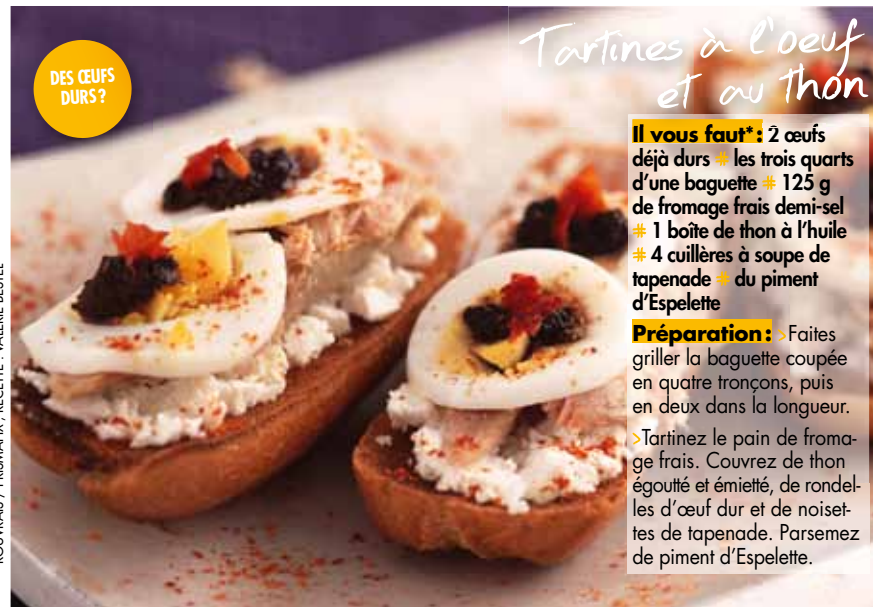 DES ŒUFS
DURS ?
Tartines à l'oeuf
et au thon
Il vous faut* : 2 œufs
déjà durs # les trois quarts
d'une baguette # 125 g
de fromage frais demi-sel
# 1 boîte de thon à l'huile
# 4 cuillères à soupe de
tapenade # du piment
d'Espelette
Préparation : >Faites
griller la baguette coupée
en quatre tronçons, puis
en deux dans la longueur.
>Tartinez le pain de froma-
ge frais. Couvrez de thon
égoutté et émietté, de rondel-
les d'œuf dur et de noiset-
tes de tapenade. Parsemez
de piment d'Espelette.